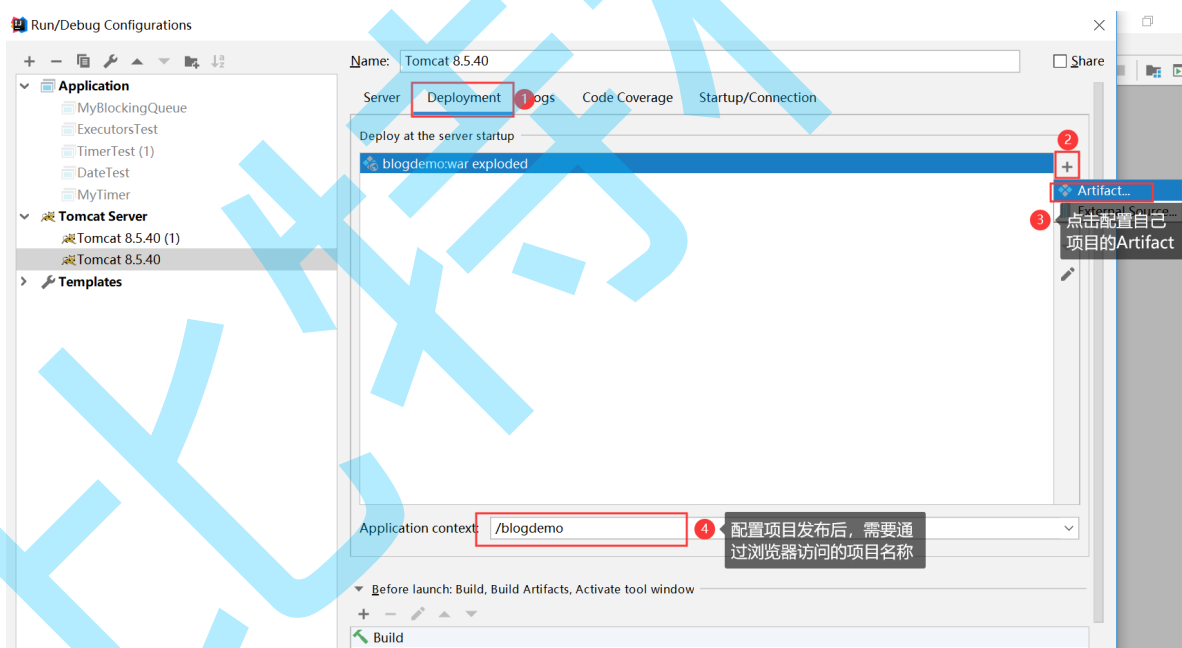 Run/Debug Configurations
Name: Tomcat 8.5.40
Share
Application
MyBlockingQueue
ExecutorsTest
TimerTest (1)
DateTest
MyTimer
Tomcat Server
Tomcat 8.5.40 (1)
Tomcat 8.5.40
Templates
Server Deployment 1 ogs Code Coverage Startup/Connection
Deploy at the server startup
2
blogdemo:war exploded
Artifact...
External Source...
3 点击配置自己
项目的Artifact
Application context: /blogdemo
4 配置项目发布后，需要通
过浏览器访问的项目名称
Before launch: Build, Build Artifacts, Activate tool window
Build